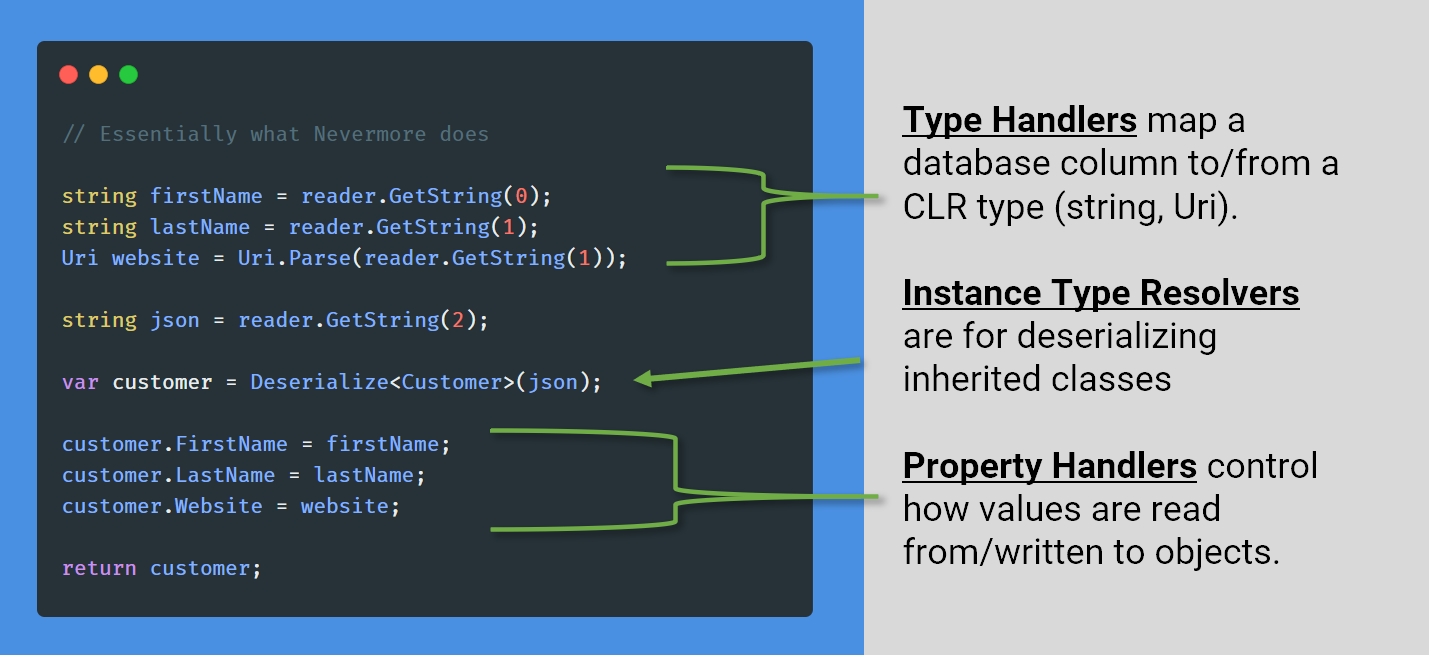 // Essentially what Nevermore does
string firstName = reader.GetString(0);
string lastName = reader.GetString(1);
Uri website = Uri.Parse(reader.GetString(1));
string json = reader.GetString(2);
var customer = Deserialize<Customer>(json);
customer.FirstName = firstName;
customer.LastName = lastName;
customer.Website = website;
return customer;
Type Handlers map a
database column to/from a
CLR type (string, Uri).
Instance Type Resolvers
are for deserializing
inherited classes
Property Handlers control
how values are read
from/written to objects.